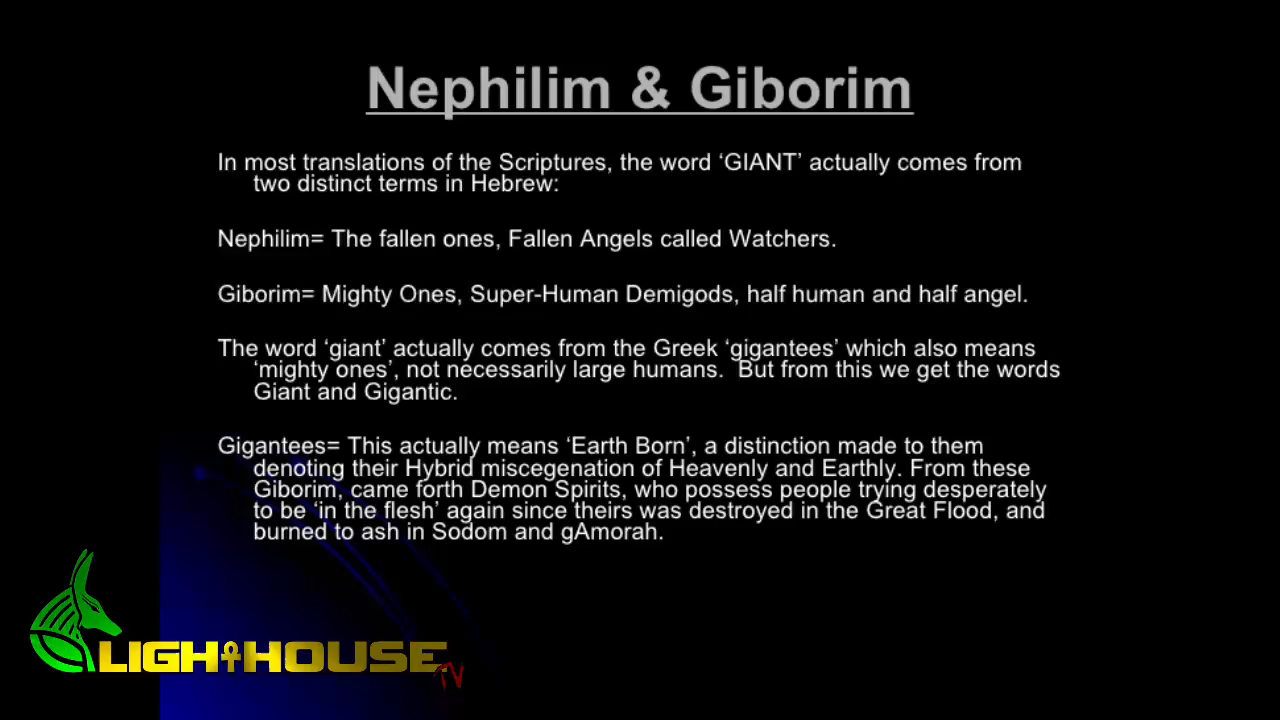 Nephilim & Giborim
In most translations of the Scriptures, the word ‘GIANT’ actually comes from
two distinct terms in Hebrew:
Nephilim= The fallen ones, Fallen Angels called Watchers.
Giborim= Mighty Ones, Super-Human Demigods, half human and half angel.
The word ‘giant’ actually comes from the Greek ‘gigantees’ which also means
‘mighty ones’, not necessarily large humans.  But from this we get the words
Giant and Gigantic.
Gigantees= This actually means ‘Earth Born’, a distinction made to them
denoting their Hybrid miscegenation of Heavenly and Earthly. From these
Giborim, came forth Demon Spirits, who possess people trying desperately
to be ‘in the flesh’ again since theirs was destroyed in the Great Flood, and
burned to ash in Sodom and gAmorah.
LIGH☥HOUSE
TV